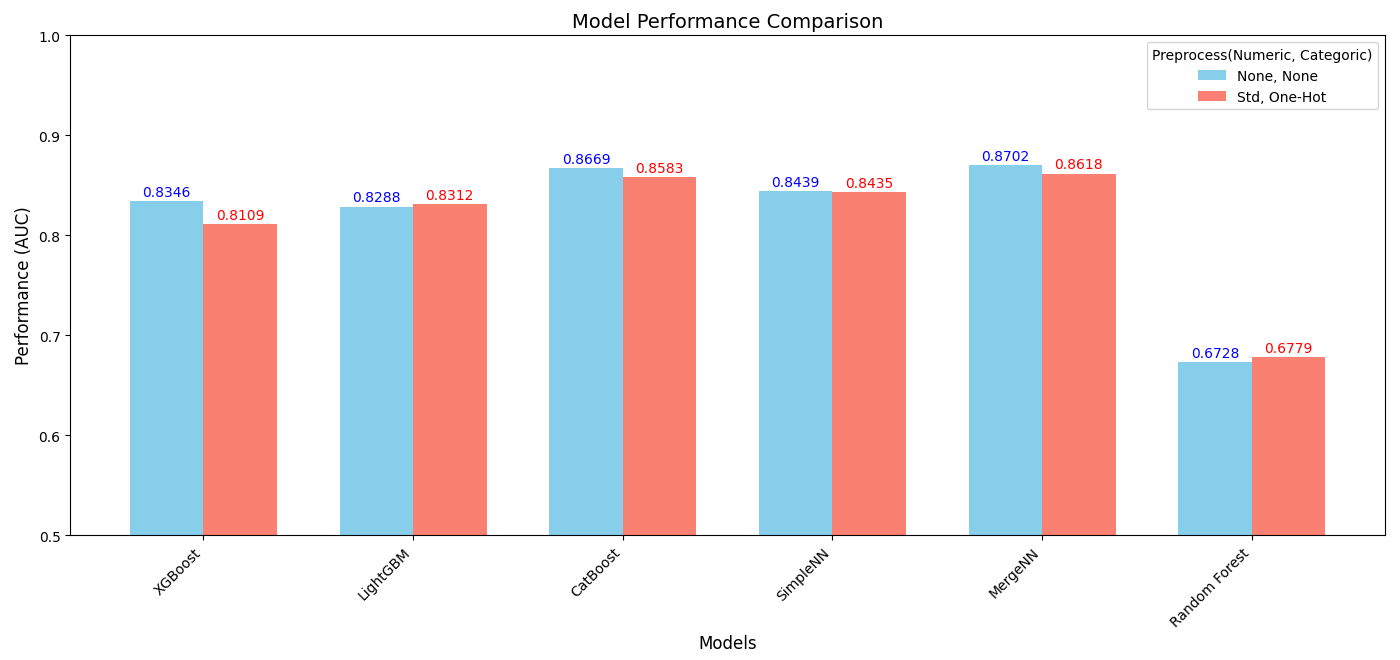 Model Performance Comparison
Performance (AUC)
1.0
0.9
0.8
0.7
0.6
0.5
Preprocess(Numeric, Categoric)
None, None
Std, One-Hot
0.8346
0.8109
0.8288
0.8312
0.8669
0.8583
0.8439
0.8435
0.8702
0.8618
0.6728
0.6779
XGBoost
LightGBM
CatBoost
SimpleNN
MergeNN
Random Forest
Models